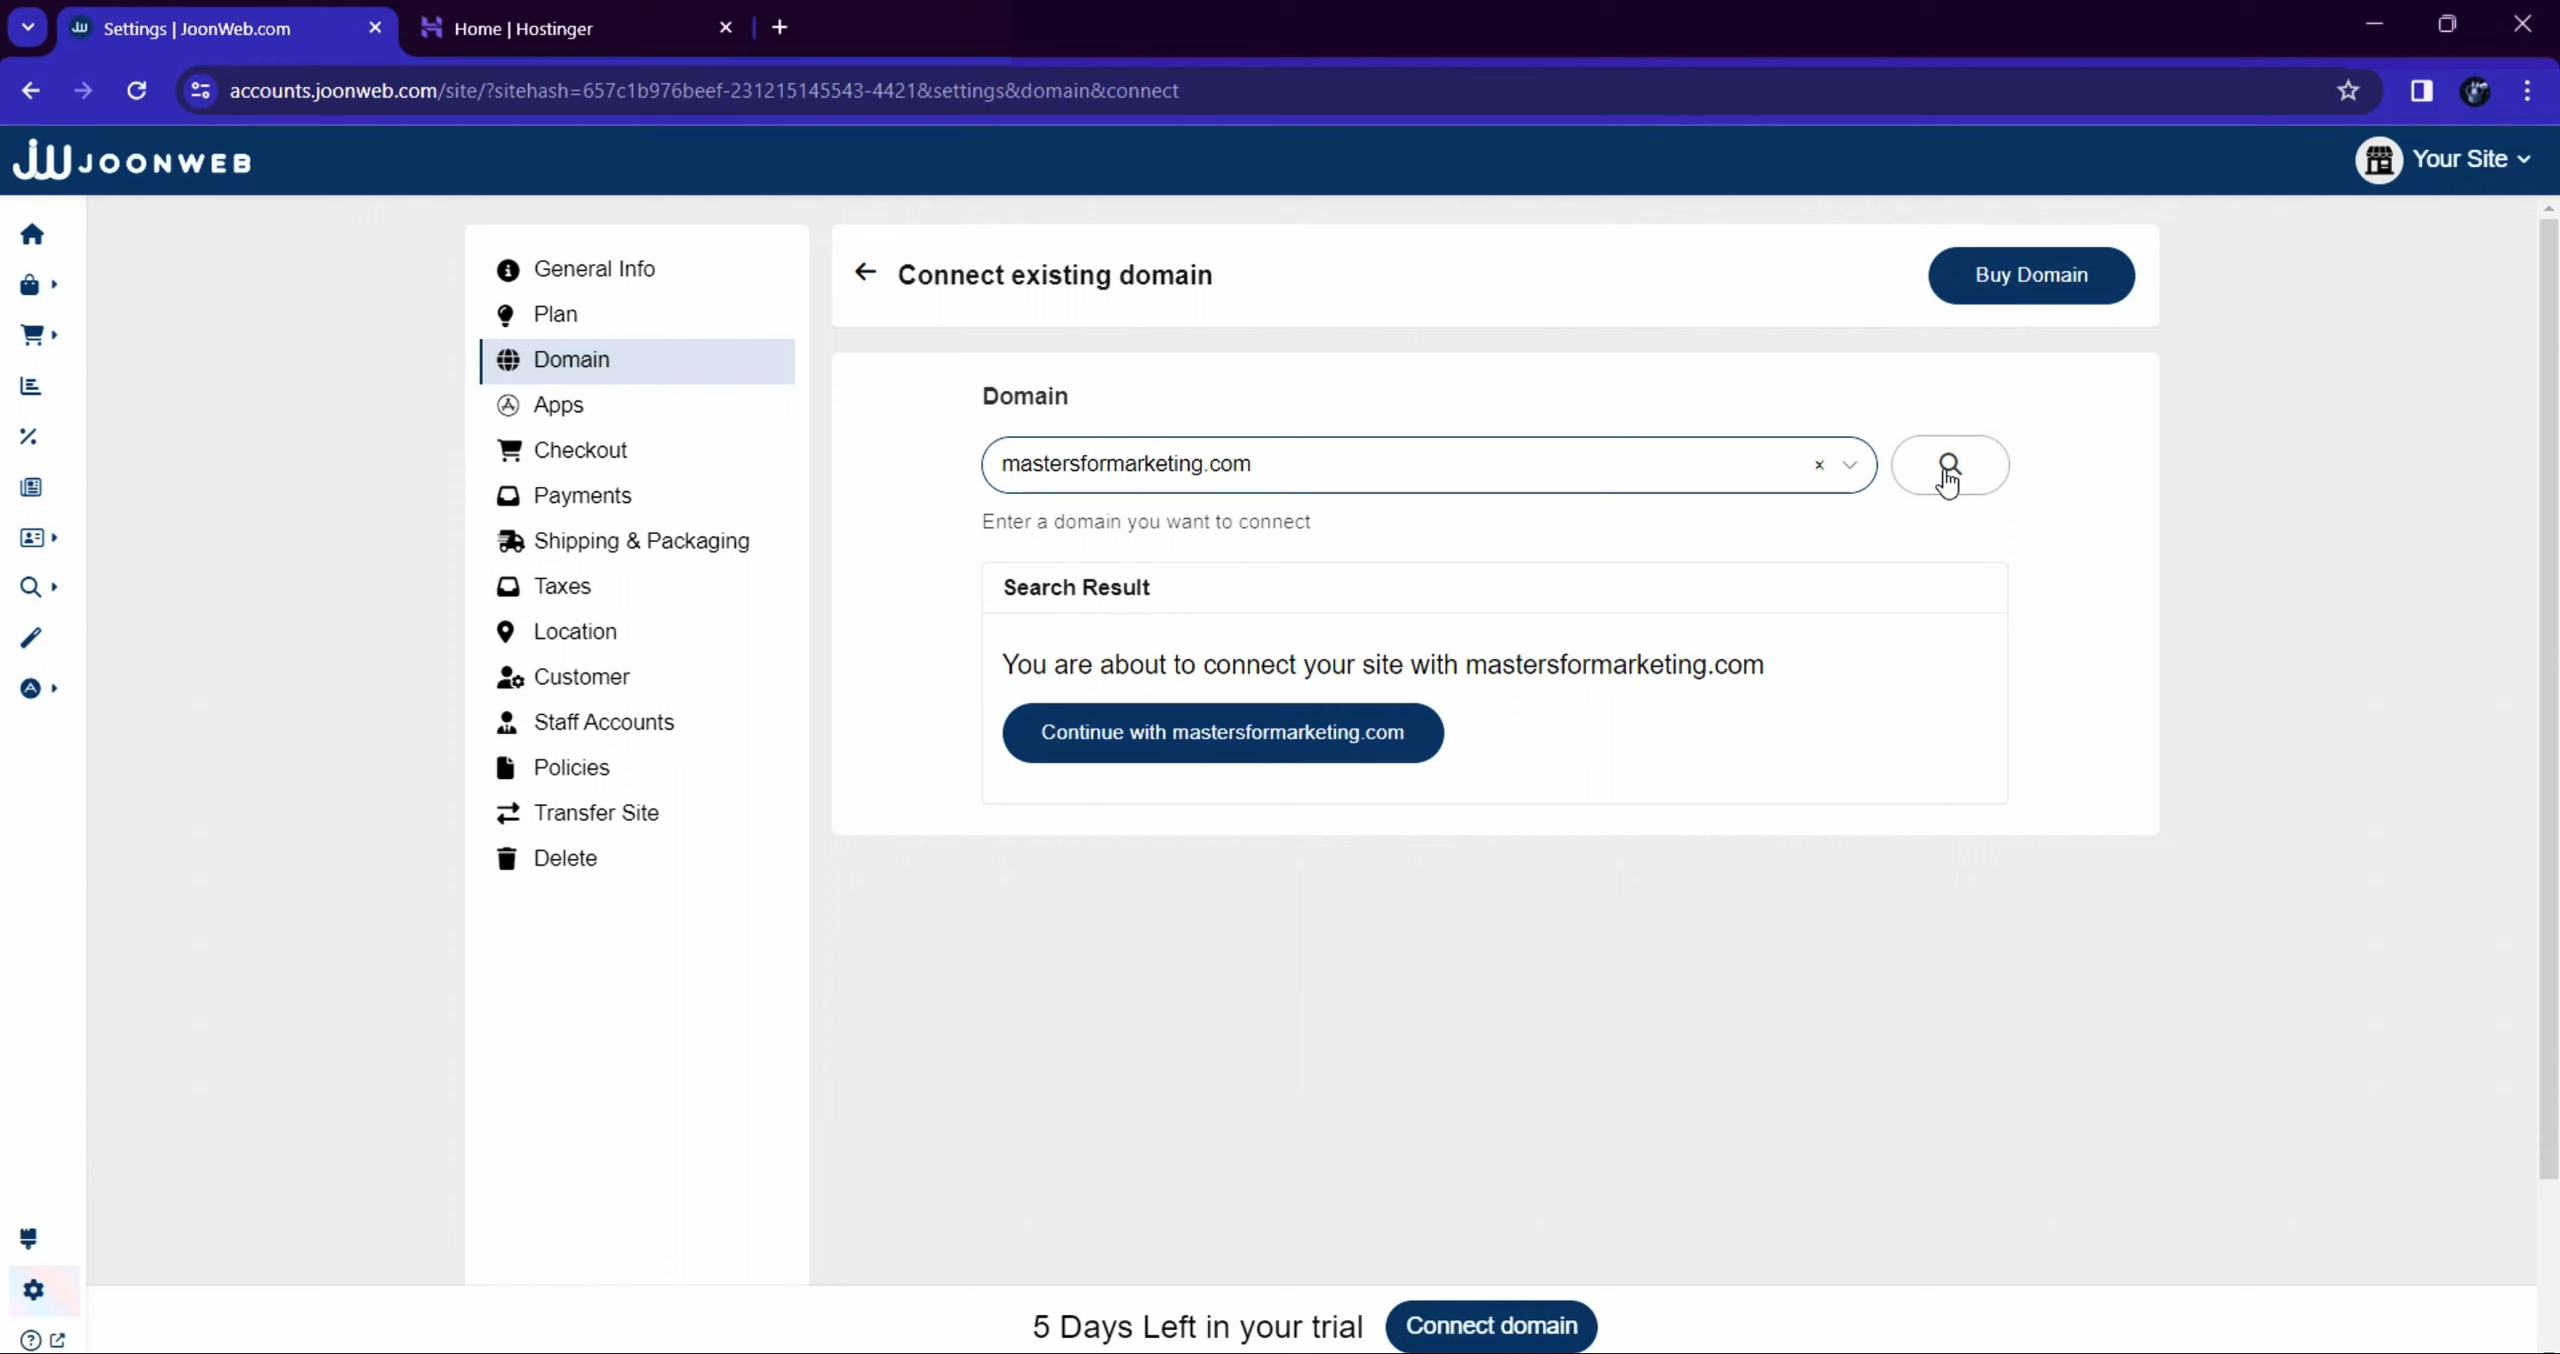 Settings | JoonWeb.com
Home | Hostinger
accounts.joonweb.com/site/?sitehash=657c1b976beef-231215145543-4421&settings&domain&connect
JOONWEB
Your Site
General Info
Plan
Domain
Apps
Checkout
Payments
Shipping & Packaging
Taxes
Location
Customer
Staff Accounts
Policies
Transfer Site
Delete
Connect existing domain
Buy Domain
Domain
mastersformarketing.com
Enter a domain you want to connect
Search Result
You are about to connect your site with mastersformarketing.com
Continue with mastersformarketing.com
5 Days Left in your trial
Connect domain